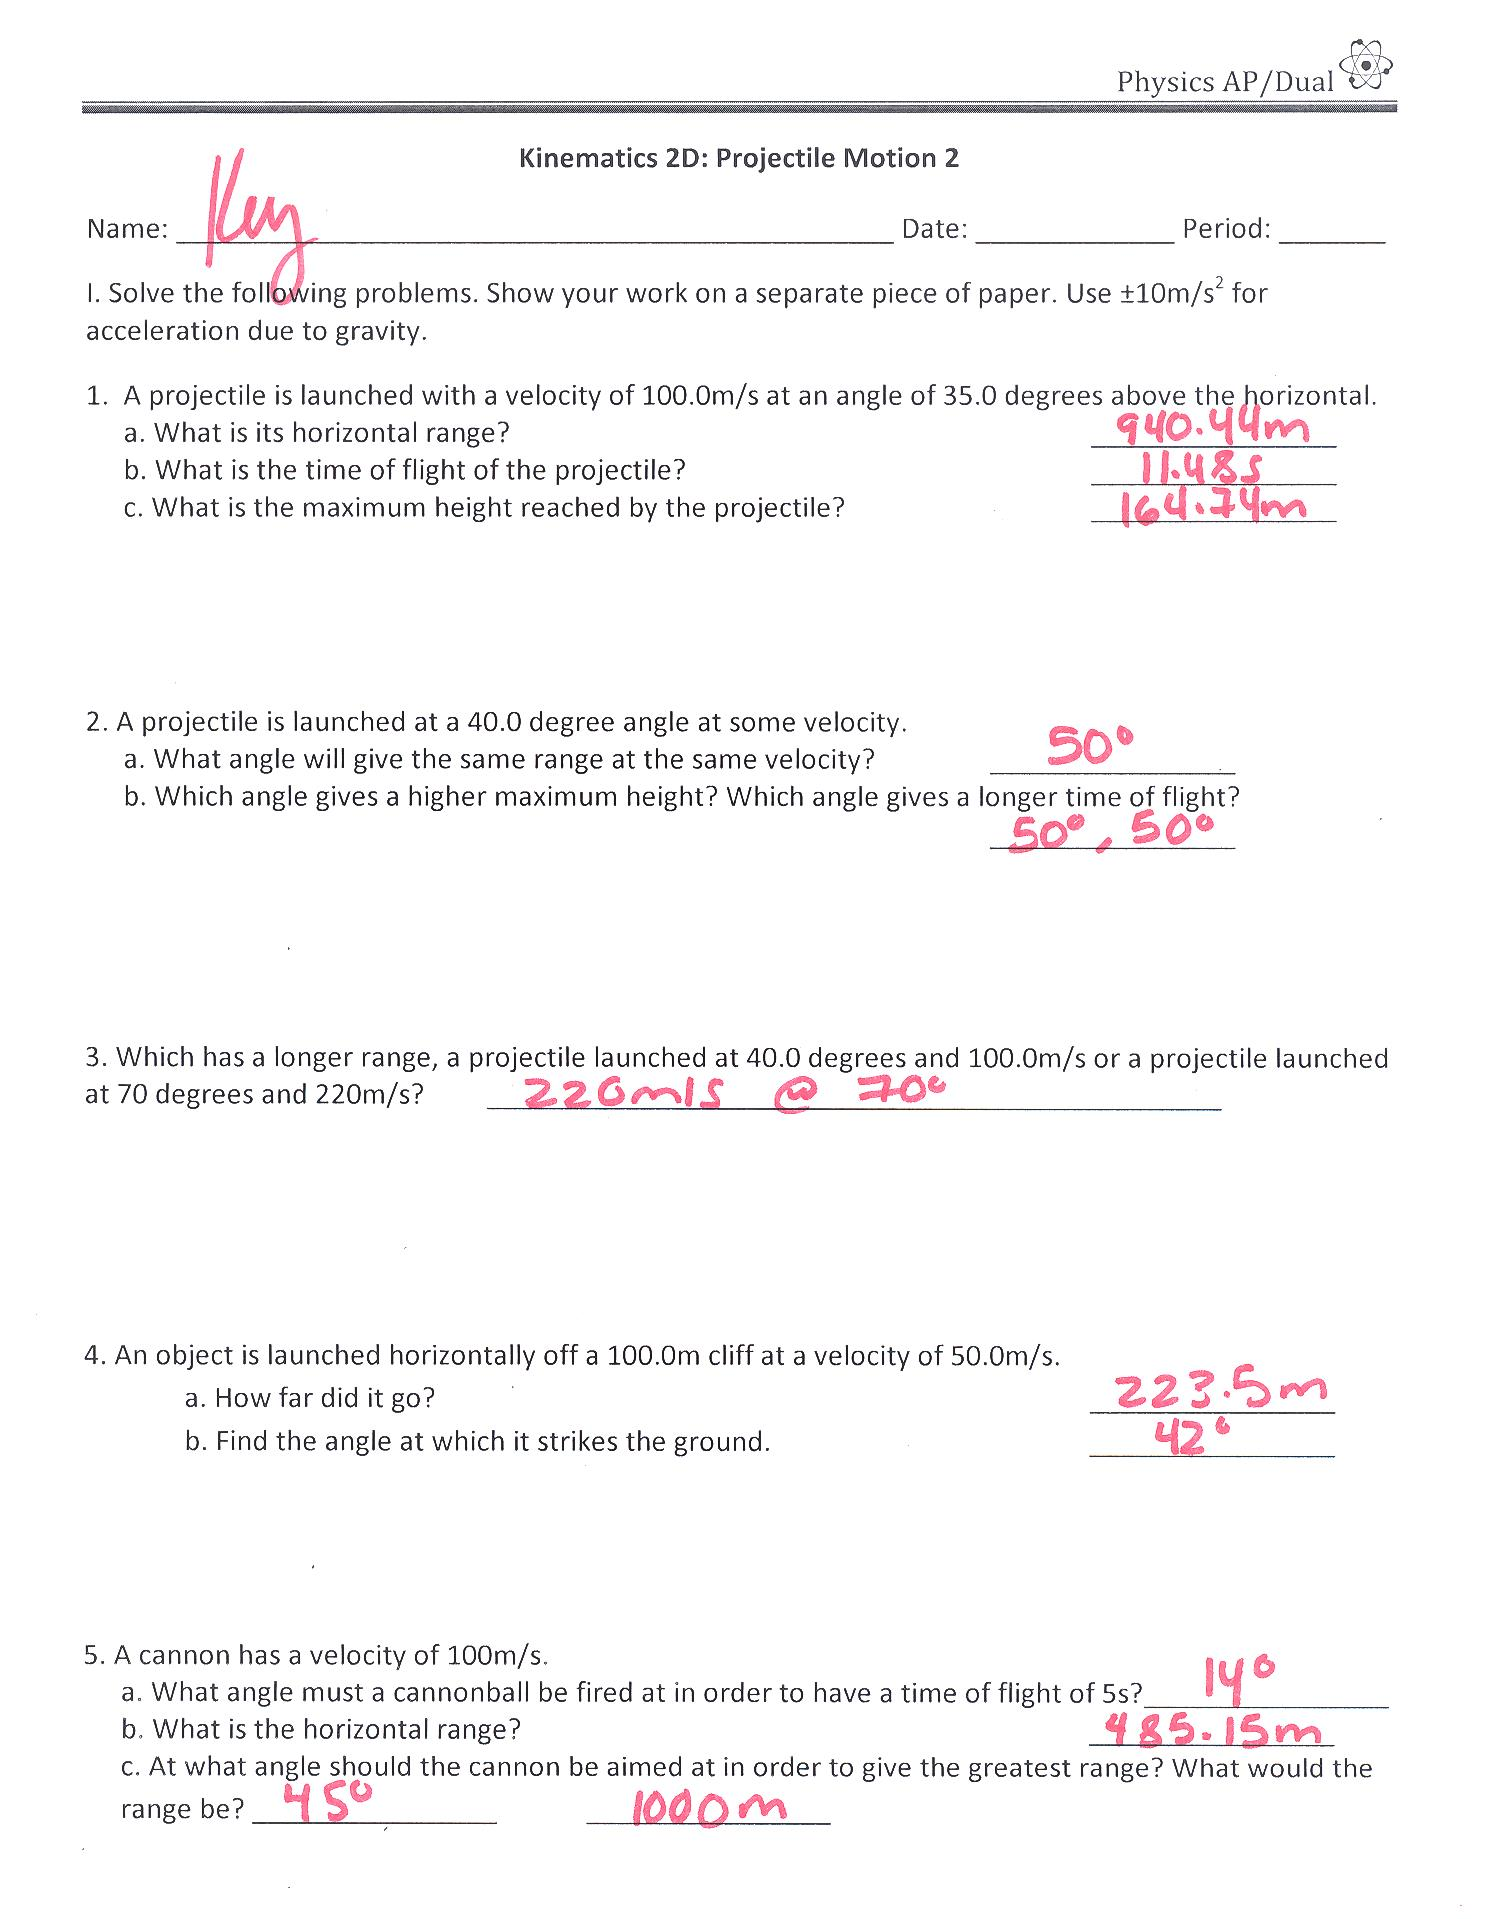 Physics AP/Dual
Kinematics 2D: Projectile Motion 2
Name: Key Date: Period:
I. Solve the following problems. Show your work on a separate piece of paper. Use ±10m/s² for
acceleration due to gravity.
1. A projectile is launched with a velocity of 100.0m/s at an angle of 35.0 degrees above the horizontal.
a. What is its horizontal range? 940.44m
b. What is the time of flight of the projectile? 11.48s
c. What is the maximum height reached by the projectile? 164.74m
2. A projectile is launched at a 40.0 degree angle at some velocity.
a. What angle will give the same range at the same velocity? 50°
b. Which angle gives a higher maximum height? Which angle gives a longer time of flight?
50°, 50°
3. Which has a longer range, a projectile launched at 40.0 degrees and 100.0m/s or a projectile launched
at 70 degrees and 220m/s? 220m/s @ 70°
4. An object is launched horizontally off a 100.0m cliff at a velocity of 50.0m/s.
a. How far did it go? 223.5m
b. Find the angle at which it strikes the ground. 42°
5. A cannon has a velocity of 100m/s.
a. What angle must a cannonball be fired at in order to have a time of flight of 5s? 14°
b. What is the horizontal range? 485.15m
c. At what angle should the cannon be aimed at in order to give the greatest range? What would the
range be? 45° 1000m